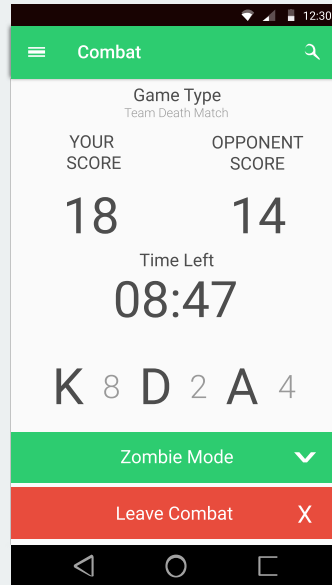 12:30
Combat
Game Type
Team Death Match
YOUR
SCORE
OPPONENT
SCORE
18
14
Time Left
08:47
K 8 D 2 A 4
Zombie Mode
Leave Combat X